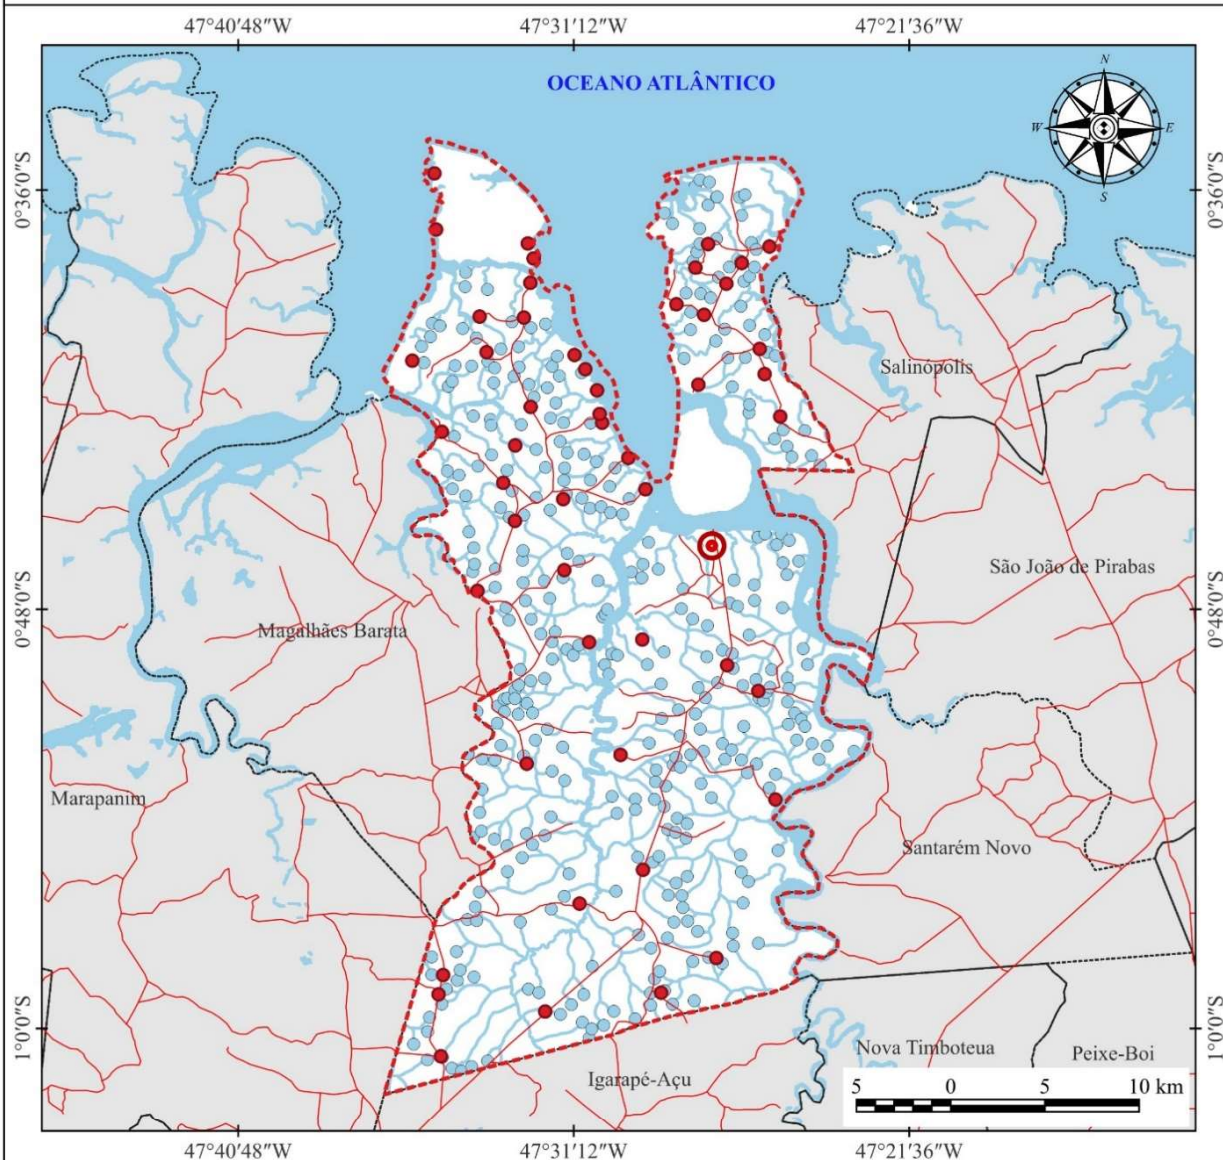 47°40'48"W 47°31'12"W 47°21'36"W
OCEANO ATLÂNTICO
N
W E
S
0°36'0"S 0°36'0"S
Salinópolis
São João de Pirabas
0°48'0"S 0°48'0"S
Magalhães Barata
Marapanim
Santarém Novo
1°0'0"S 1°0'0"S
Nova Timboteua Peixe-Boi
Igarapé-Açu
5 0 5 10 km
47°40'48"W 47°31'12"W 47°21'36"W